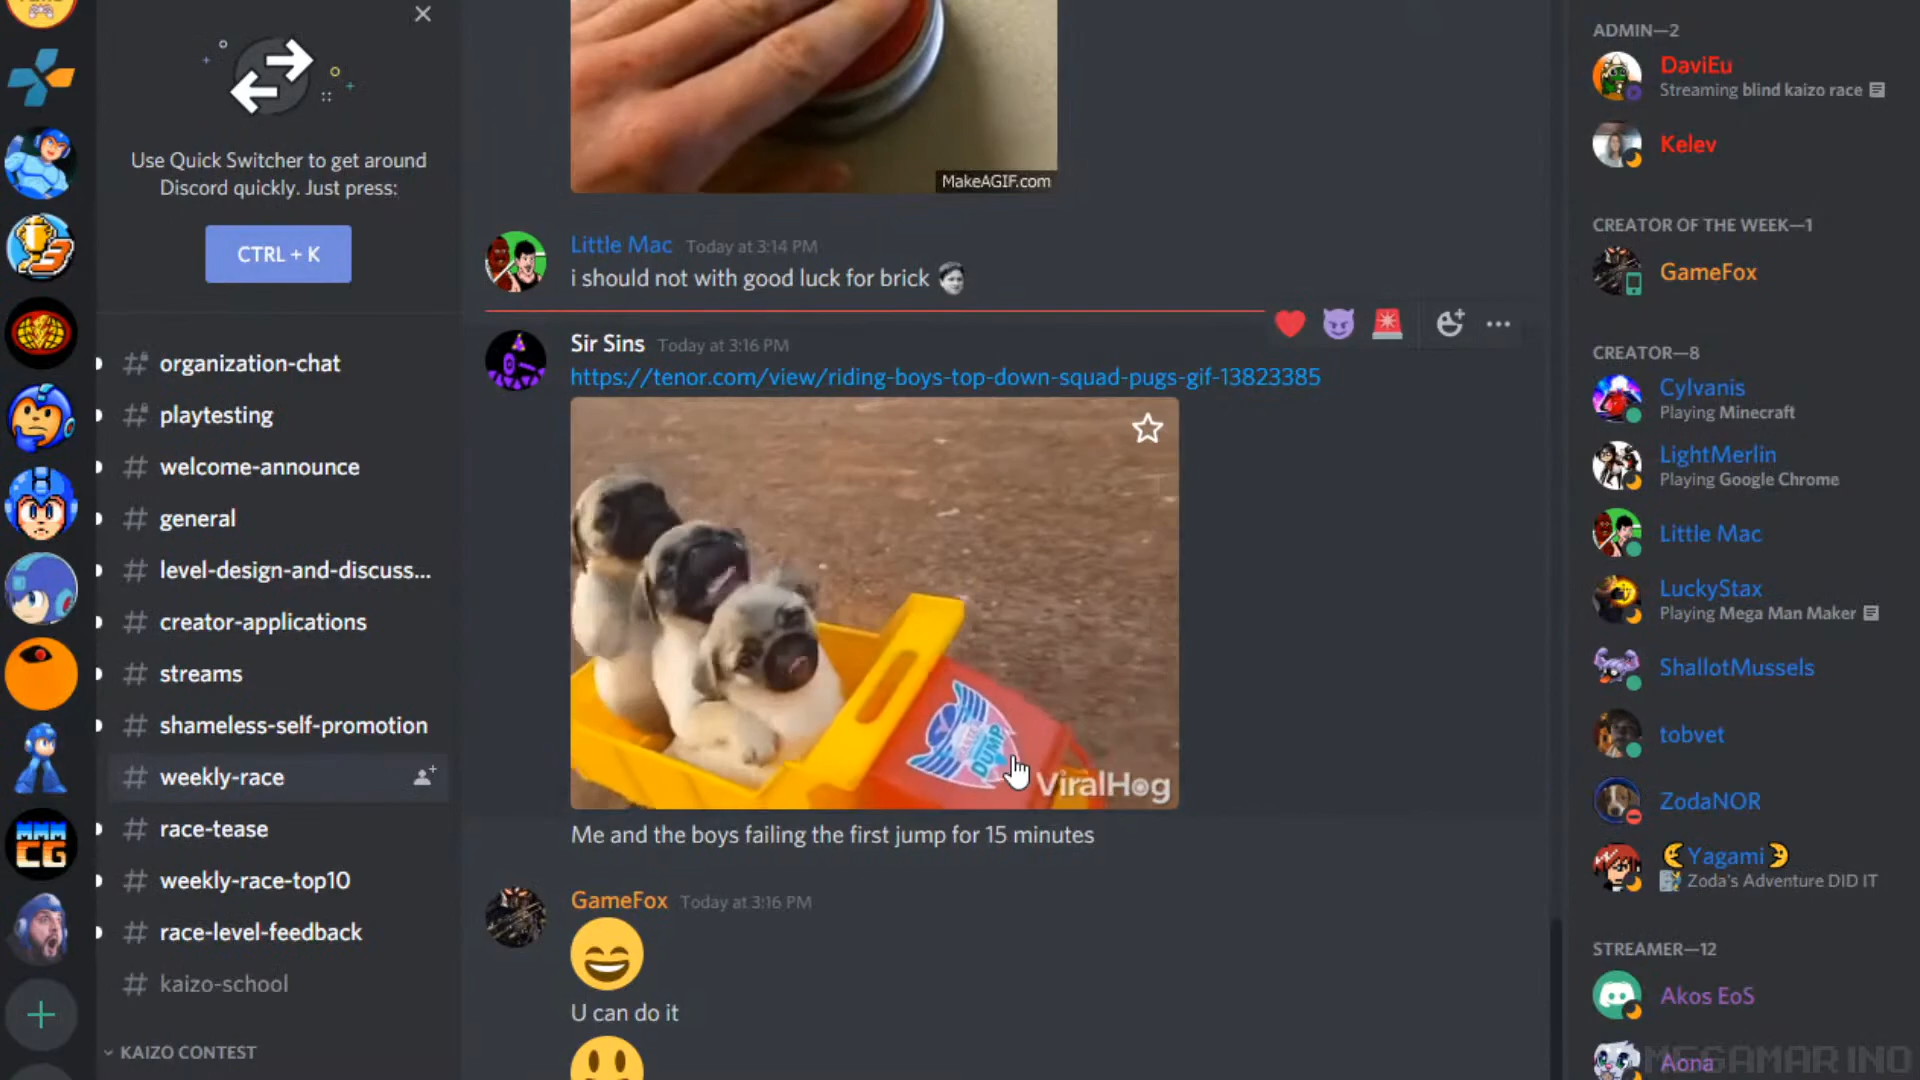 Use Quick Switcher to get around
Discord quickly. Just press:
CTRL + K
organization-chat
playtesting
welcome-announce
general
level-design-and-discuss...
creator-applications
streams
shameless-self-promotion
weekly-race
race-tease
weekly-race-top10
race-level-feedback
kaizo-school
KAIZO CONTEST
MMM
CG
3
MakeAGIF.com
Little Mac Today at 3:14 PM
i should not with good luck for brick
Sir Sins Today at 3:16 PM
https://tenor.com/view/riding-boys-top-down-squad-pugs-gif-13823385
DUMP
ViralHog
Me and the boys failing the first jump for 15 minutes
GameFox Today at 3:16 PM
U can do it
ADMIN—2
DaviEu
Streaming blind kaizo race
Kelev
CREATOR OF THE WEEK—1
GameFox
CREATOR—8
Cylvanis
Playing Minecraft
LightMerlin
Playing Google Chrome
Little Mac
LuckyStax
Playing Mega Man Maker
ShallotMussels
tobvet
ZodaNOR
Yagami
Zoda's Adventure DID IT
STREAMER—12
Akos EoS
Aona
MEGAMARINO